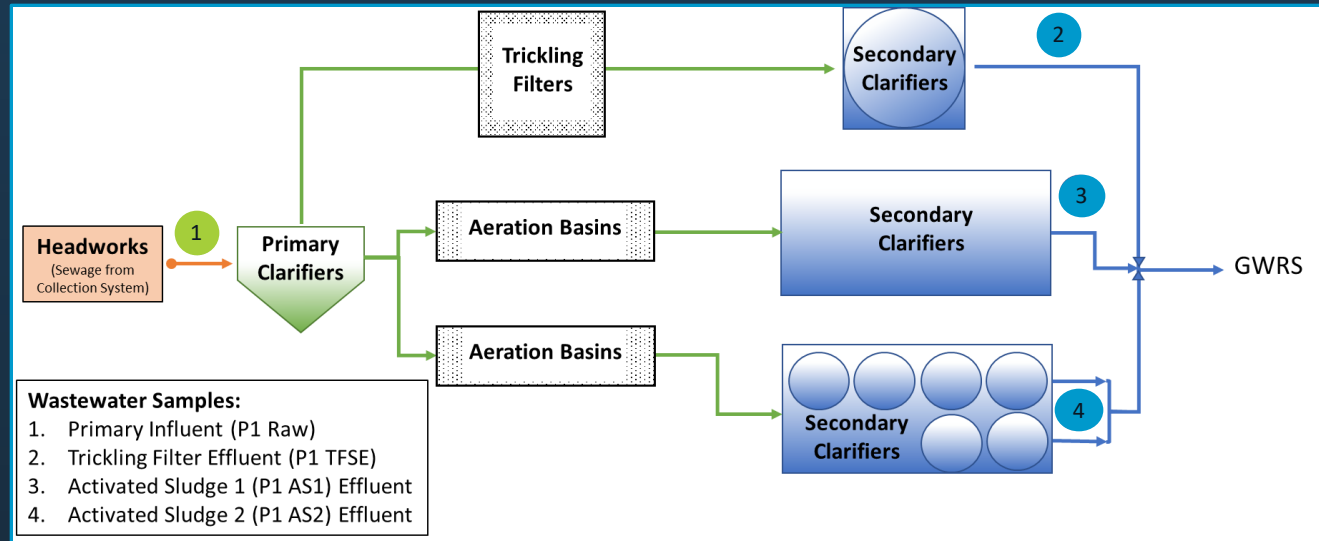 Trickling
Filters
Secondary
Clarifiers
2
Headworks
(Sewage from
Collection System)
1
Primary
Clarifiers
Aeration Basins
Secondary
Clarifiers
3
GWRS
Aeration Basins
Secondary
Clarifiers
4
Wastewater Samples:
1. Primary Influent (P1 Raw)
2. Trickling Filter Effluent (P1 TFSE)
3. Activated Sludge 1 (P1 AS1) Effluent
4. Activated Sludge 2 (P1 AS2) Effluent